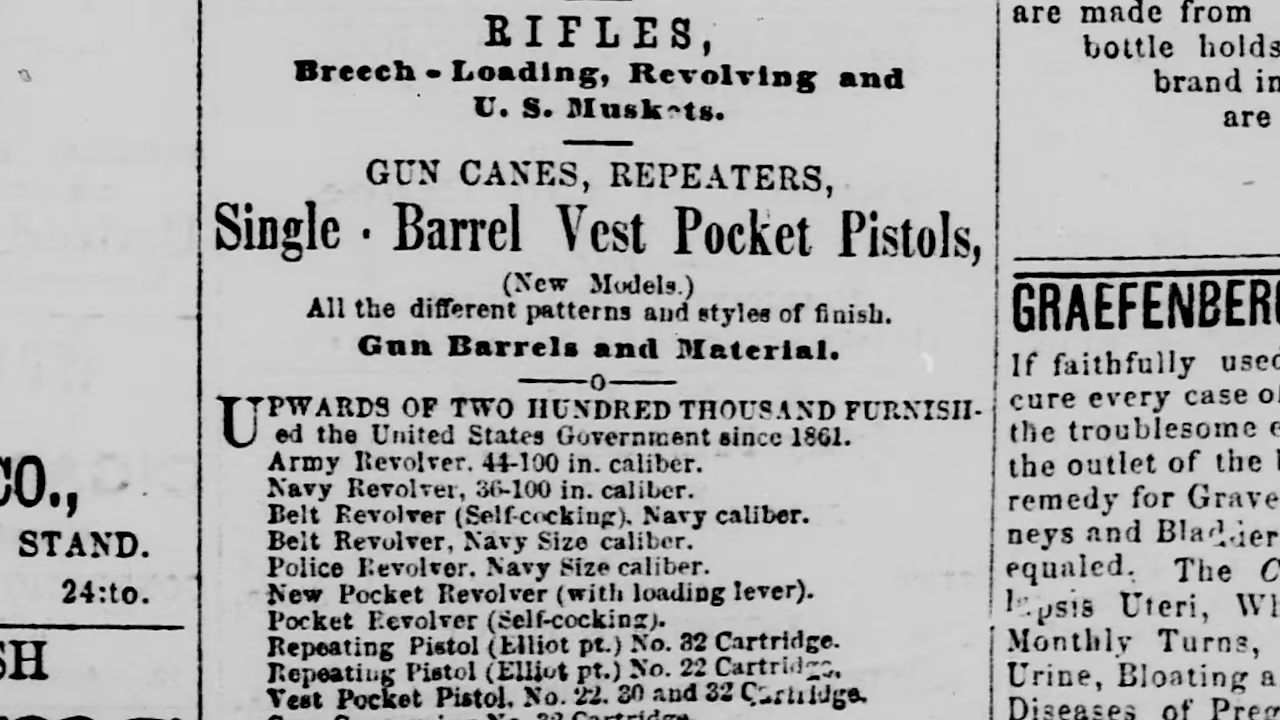 CO.,
STAND.
24:to.
SH
RIFLES,
Breech - Loading, Revolving and
U. S. Muskets.
GUN CANES, REPEATERS,
Single - Barrel Vest Pocket Pistols,
(New Models.)
All the different patterns and styles of finish.
Gun Barrels and Material.
UPWARDS OF TWO HUNDRED THOUSAND FURNISH-
ed the United States Government since 1861.
Army Revolver, 44-100 in. caliber.
Navy Revolver, 36-100 in. caliber.
Belt Revolver (Self-cocking), Navy caliber.
Belt Revolver, Navy Size caliber.
Police Revolver, Navy Size caliber.
New Pocket Revolver (with loading lever).
Pocket Revolver (Self-cocking).
Repeating Pistol (Elliot pt.) No. 32 Cartridge.
Repeating Pistol (Elliot pt.) No. 22 Cartridge.
Vest Pocket Pistol, No. 22, 30 and 32 Cartridge.
are made from
bottle holds
brand in
are
GRAEFENBERG
If faithfully used
cure every case of
the troublesome
the outlet of the
remedy for Grave
neys and Bladder
equaled. The
Uteri, Wh
Monthly Turns,
Urine, Bloating a
Diseases of Preg